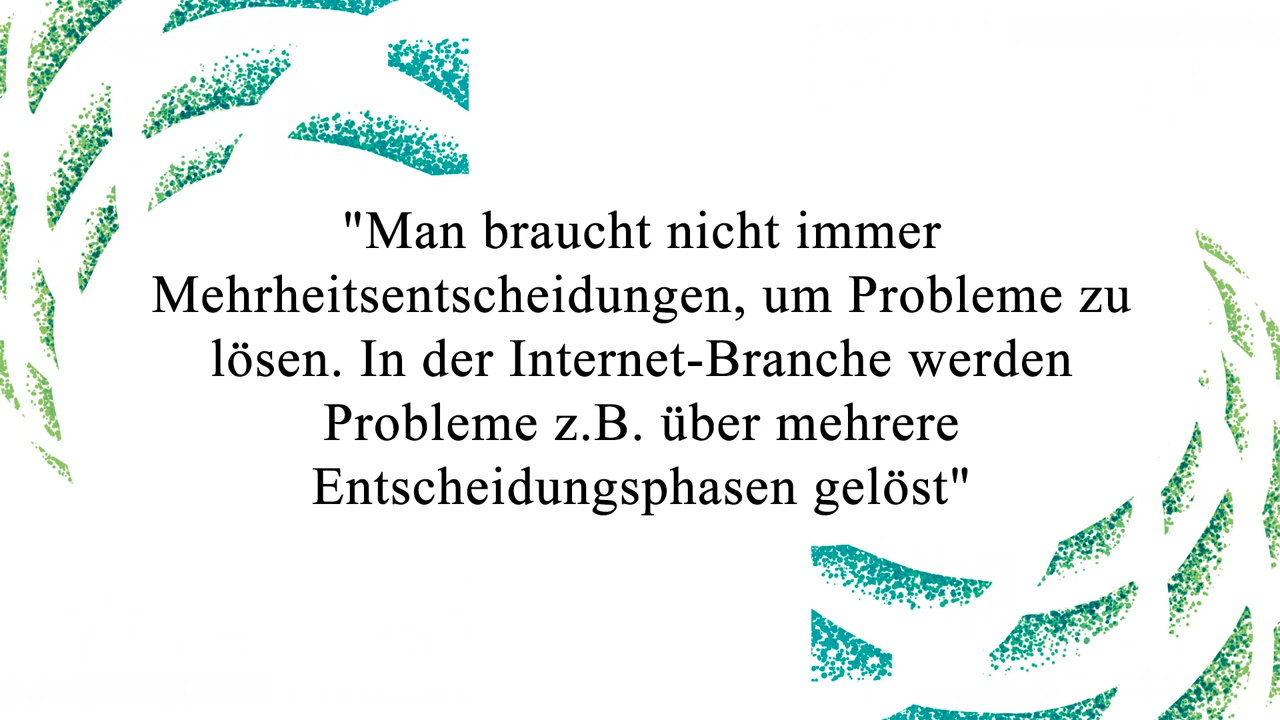 "Man braucht nicht immer
Mehrheitsentscheidungen, um Probleme zu
lösen. In der Internet-Branche werden
Probleme z.B. über mehrere
Entscheidungsphasen gelöst"